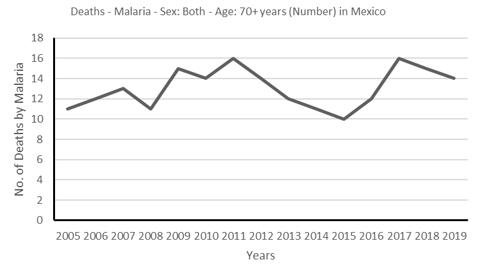 Deaths - Malaria - Sex: Both - Age: 70+ years (Number) in Mexico
No. of Deaths by Malaria
18
16
14
12
10
8
6
4
2
0
2005 2006 2007 2008 2009 2010 2011 2012 2013 2014 2015 2016 2017 2018 2019
Years